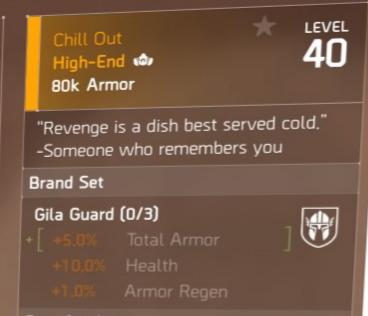 Chill Out
LEVEL
High-End
40
80k Armor
"Revenge is a dish best served cold."
-Someone who remembers you
Brand Set
Gila Guard (0/3)
+[ +5.0% Total Armor ]
+10.0% Health
+1.0% Armor Regen